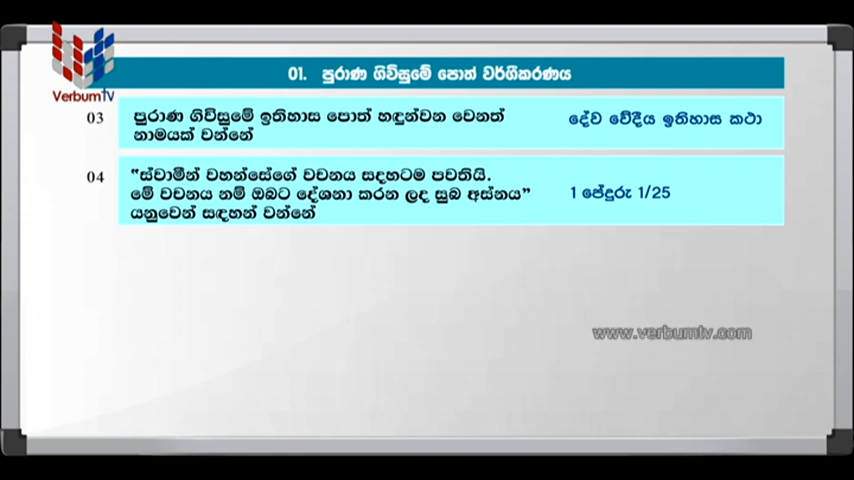 VerbumTV
01. පුරාණ ගිවිසුමේ පොත් වර්ගීකරණය
03 පුරාණ ගිවිසුමේ ඉතිහාස පොත් හඳුන්වන වෙනත් දේව වේදීය ඉතිහාස කථා
නාමයක් වන්නේ
04 “ස්වාමීන් වහන්සේගේ වචනය සදහටම පවතියි.
මේ වචනය නම් ඔබට දේශනා කරන ලද සුබ අස්නය” 1 පේදුරු 1/25
යනුවෙන් සඳහන් වන්නේ
www.verbumtv.com